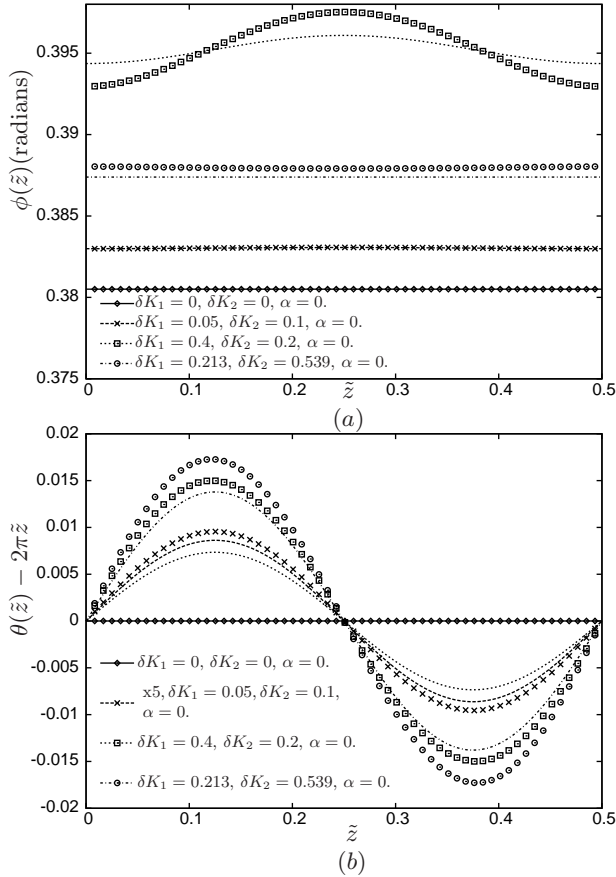 ϕ(z̃)(radians)
0.395
0.39
0.385
0.38
0.375
δK₁ = 0, δK₂ = 0, α = 0.
δK₁ = 0.05, δK₂ = 0.1, α = 0.
δK₁ = 0.4, δK₂ = 0.2, α = 0.
δK₁ = 0.213, δK₂ = 0.539, α = 0.
0 0.1 0.2 0.3 0.4 0.5
z̃
(a)
θ(z̃) − 2πz̃
0.02
0.015
0.01
0.005
0
-0.005
-0.01
-0.015
-0.02
δK₁ = 0, δK₂ = 0, α = 0.
x5, δK₁ = 0.05, δK₂ = 0.1,
α = 0.
δK₁ = 0.4, δK₂ = 0.2, α = 0.
δK₁ = 0.213, δK₂ = 0.539, α = 0.
0 0.1 0.2 0.3 0.4 0.5
z̃
(b)